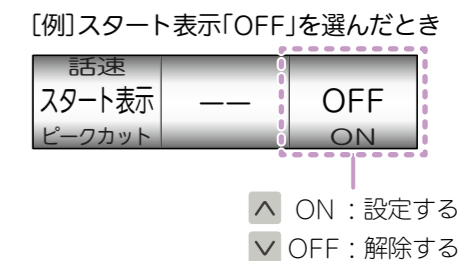 [例]スタート表示｢OFF｣を選んだとき
話速
スタート表示 −− OFF
ピークカット ON
ON ：設定する
OFF：解除する